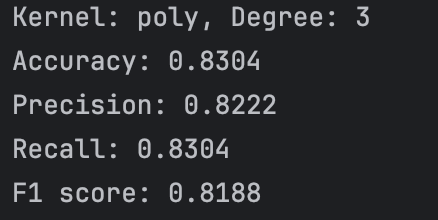 Kernel: poly, Degree: 3
Accuracy: 0.8304
Precision: 0.8222
Recall: 0.8304
F1 score: 0.8188